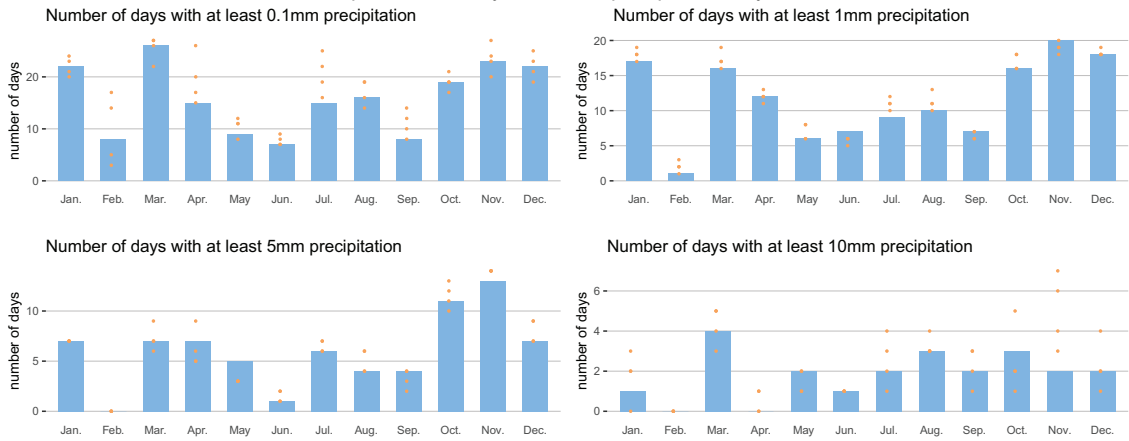 Number of days with at least 0.1mm precipitation
number of days
20
10
0
Jan. Feb. Mar. Apr. May Jun. Jul. Aug. Sep. Oct. Nov. Dec.
Number of days with at least 1mm precipitation
number of days
20
15
10
5
0
Jan. Feb. Mar. Apr. May Jun. Jul. Aug. Sep. Oct. Nov. Dec.
Number of days with at least 5mm precipitation
number of days
10
5
0
Jan. Feb. Mar. Apr. May Jun. Jul. Aug. Sep. Oct. Nov. Dec.
Number of days with at least 10mm precipitation
number of days
6
4
2
0
Jan. Feb. Mar. Apr. May Jun. Jul. Aug. Sep. Oct. Nov. Dec.